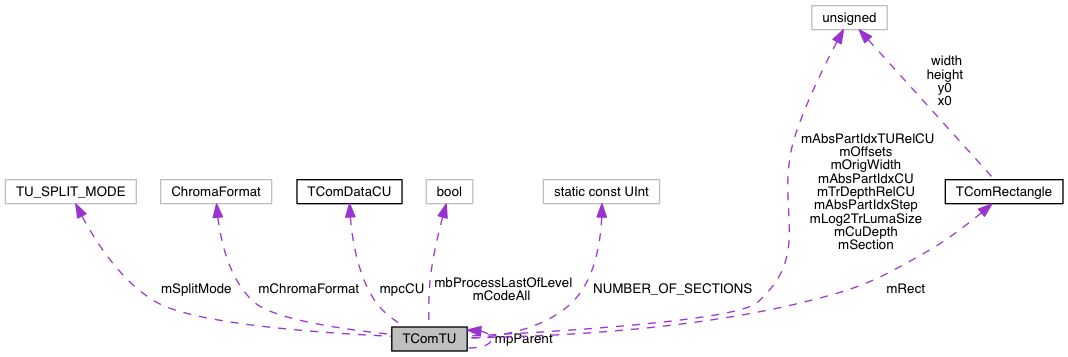 unsigned
width
height
y0
x0
mAbsPartIdxTURelCU
mOffsets
mOrigWidth
mAbsPartIdxCU
mTrDepthRelCU
mAbsPartIdxStep
mLog2TrLumaSize
mCuDepth
mSection
TU_SPLIT_MODE
ChromaFormat
TComDataCU
bool
static const UInt
TComRectangle
mSplitMode
mChromaFormat
mpcCU
mbProcessLastOfLevel
mCodeAll
NUMBER_OF_SECTIONS
mRect
TComTU
mpParent